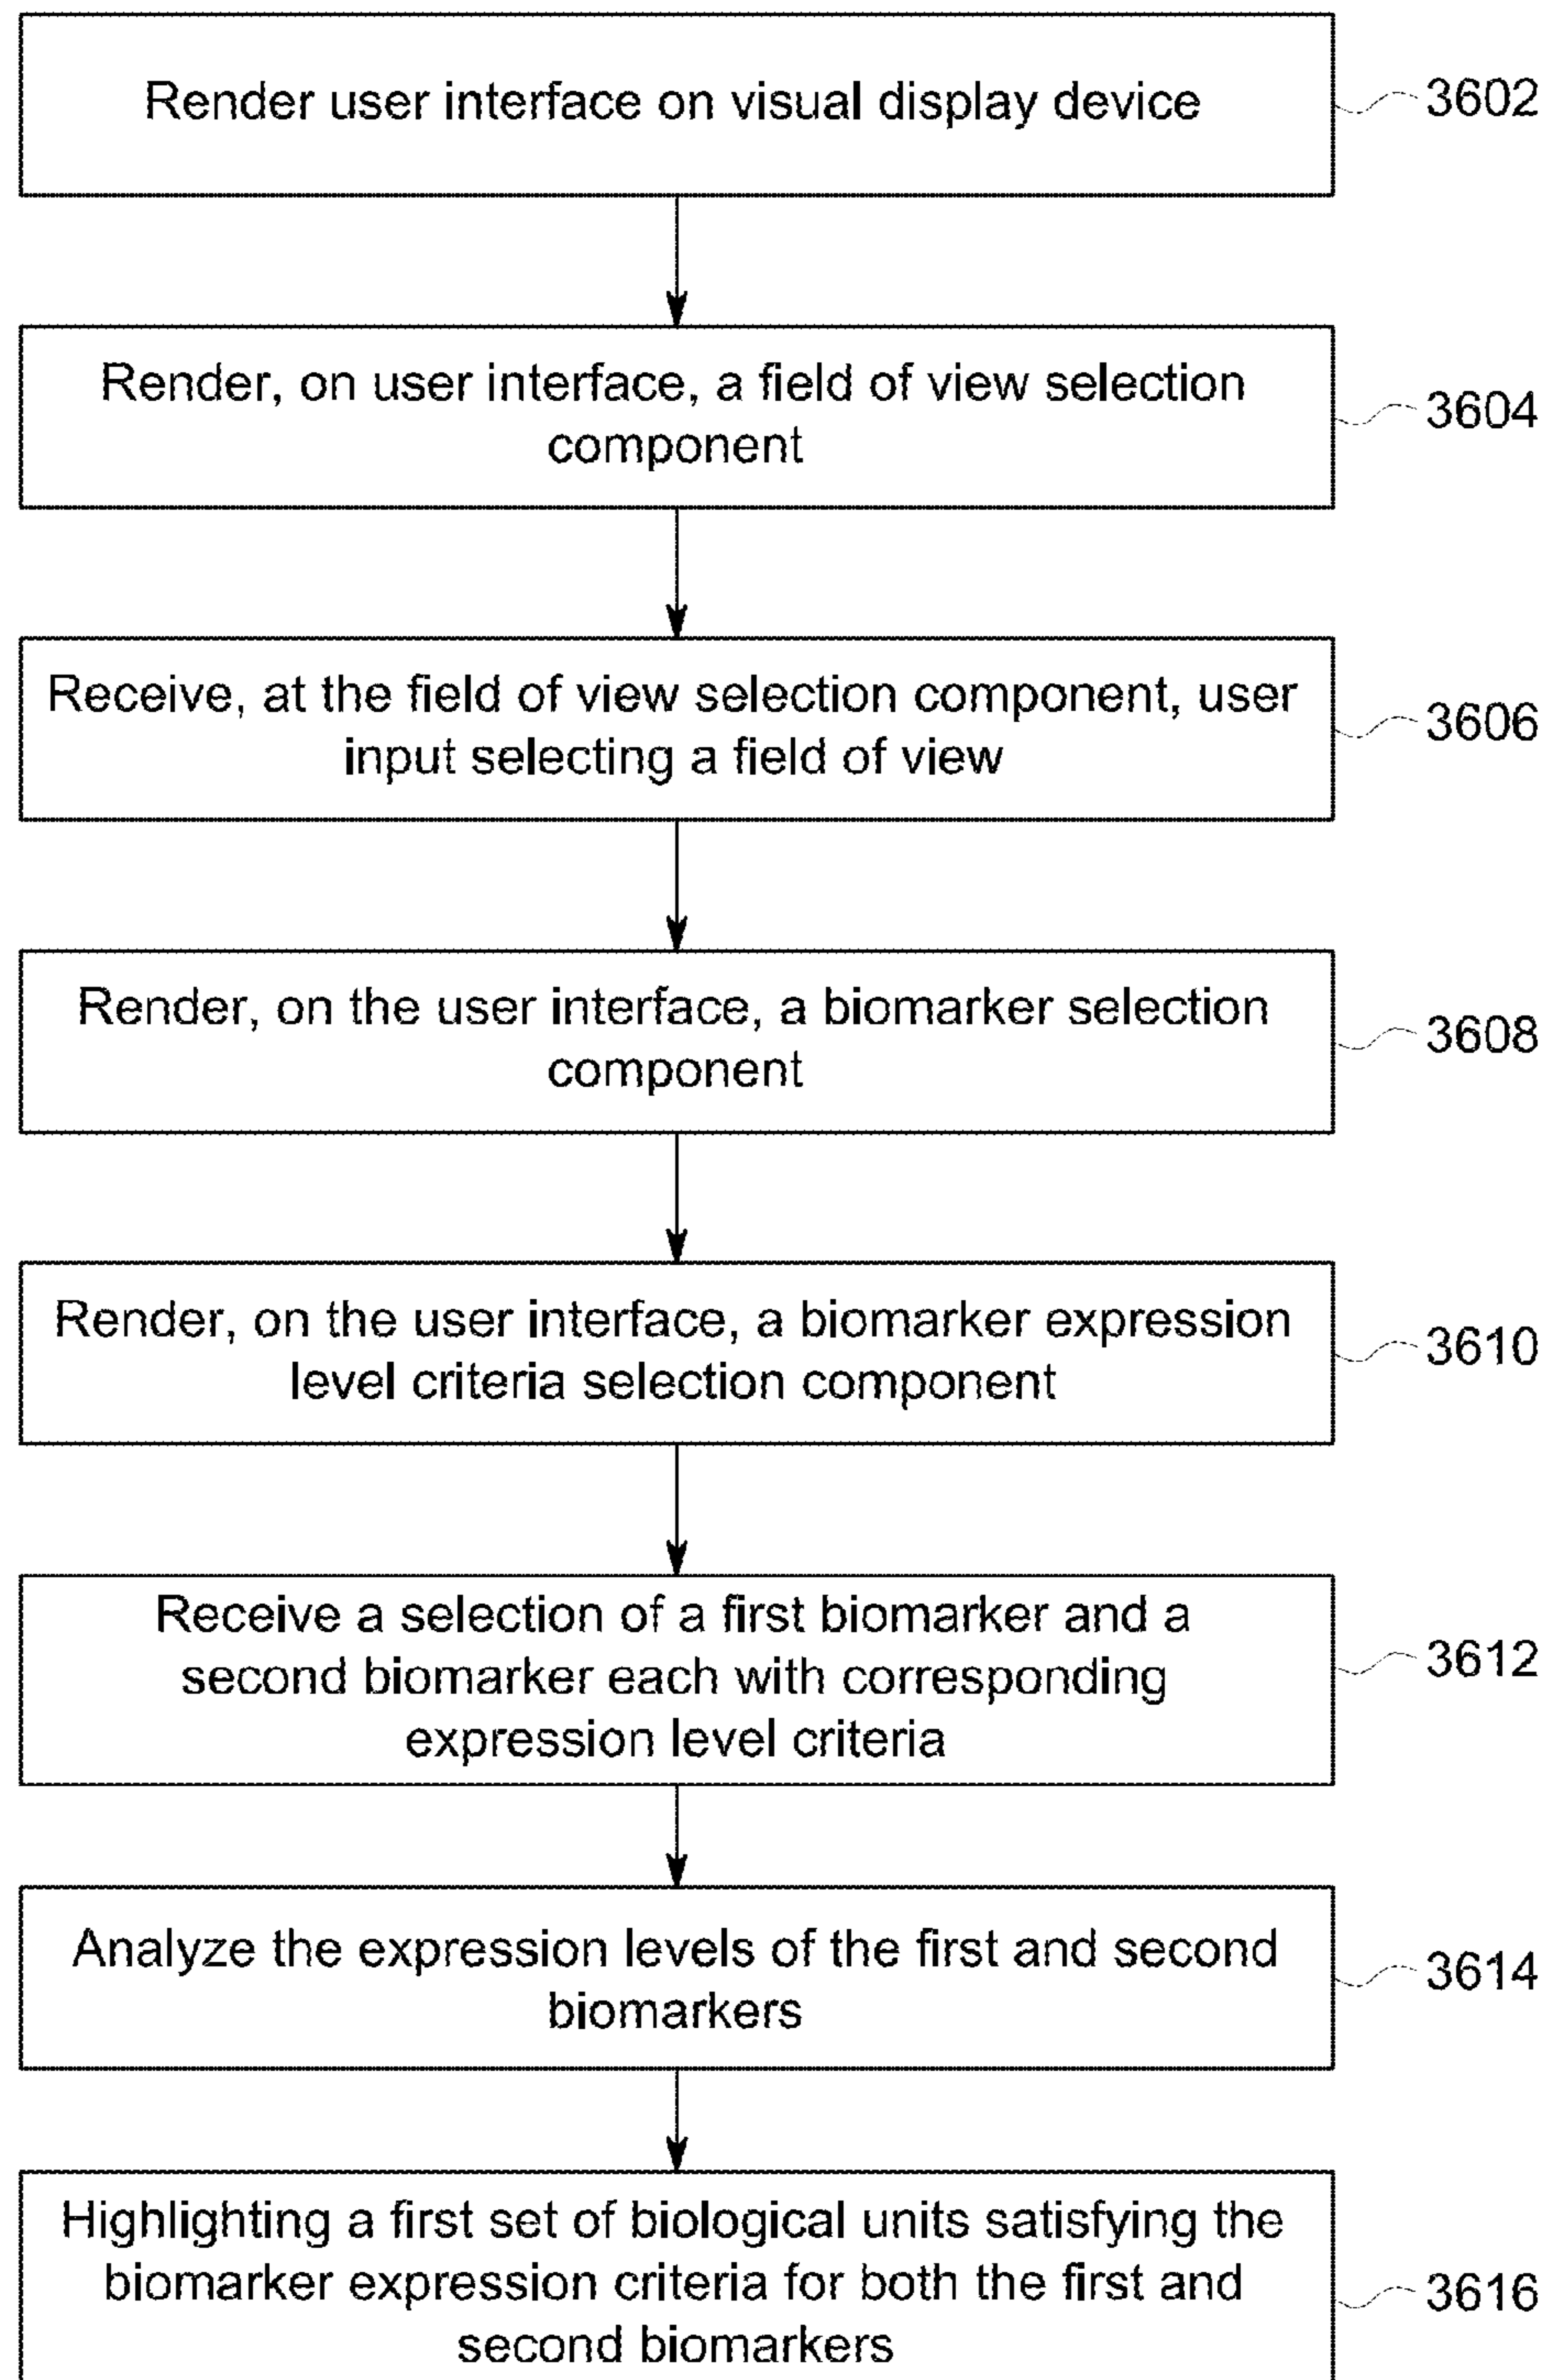 Render user interface on visual display device
3602
Render, on user interface, a field of view selection
component
3604
Receive, at the field of view selection component, user
input selecting a field of view
3606
Render, on the user interface, a biomarker selection
component
3608
Render, on the user interface, a biomarker expression
level criteria selection component
3610
Receive a selection of a first biomarker and a
second biomarker each with corresponding
expression level criteria
3612
Analyze the expression levels of the first and second
biomarkers
3614
Highlighting a first set of biological units satisfying the
biomarker expression criteria for both the first and
second biomarkers
3616